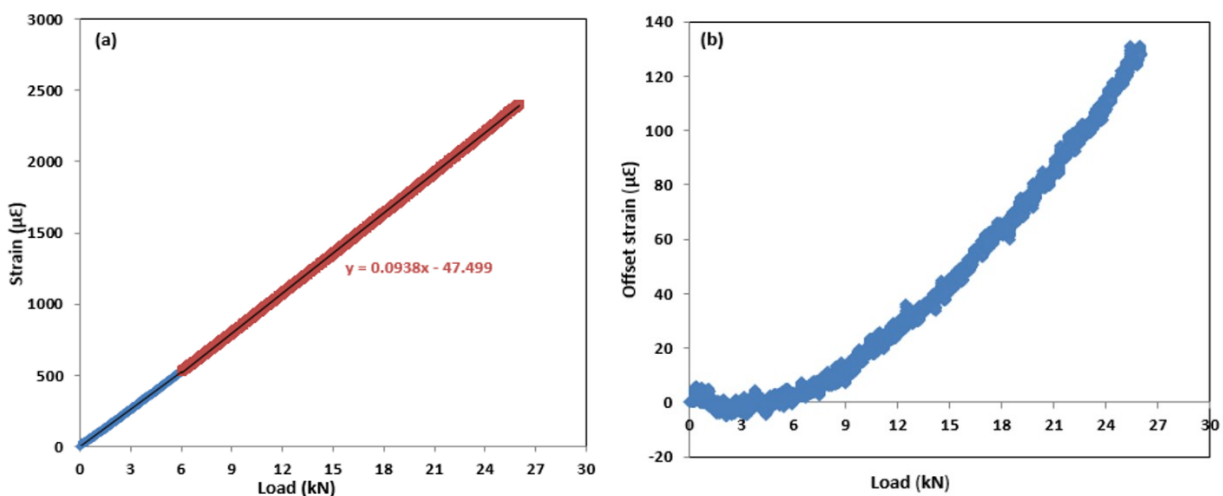 (a)
3000
2500
2000
1500
1000
500
0
Strain (µƐ)
y = 0.0938x - 47.499
0 3 6 9 12 15 18 21 24 27 30
Load (kN)
(b)
140
120
100
80
60
40
20
0
-20
Offset strain (µƐ)
0 3 6 9 12 15 18 21 24 27 30
Load (kN)